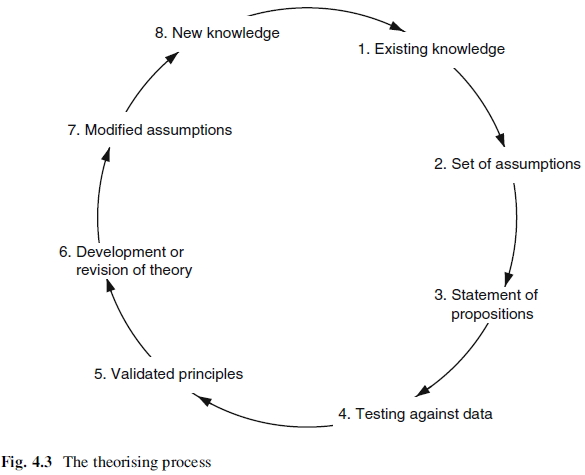 8. New knowledge
1. Existing knowledge
7. Modified assumptions
2. Set of assumptions
6. Development or
revision of theory
3. Statement of
propositions
5. Validated principles
4. Testing against data
Fig. 4.3 The theorising process